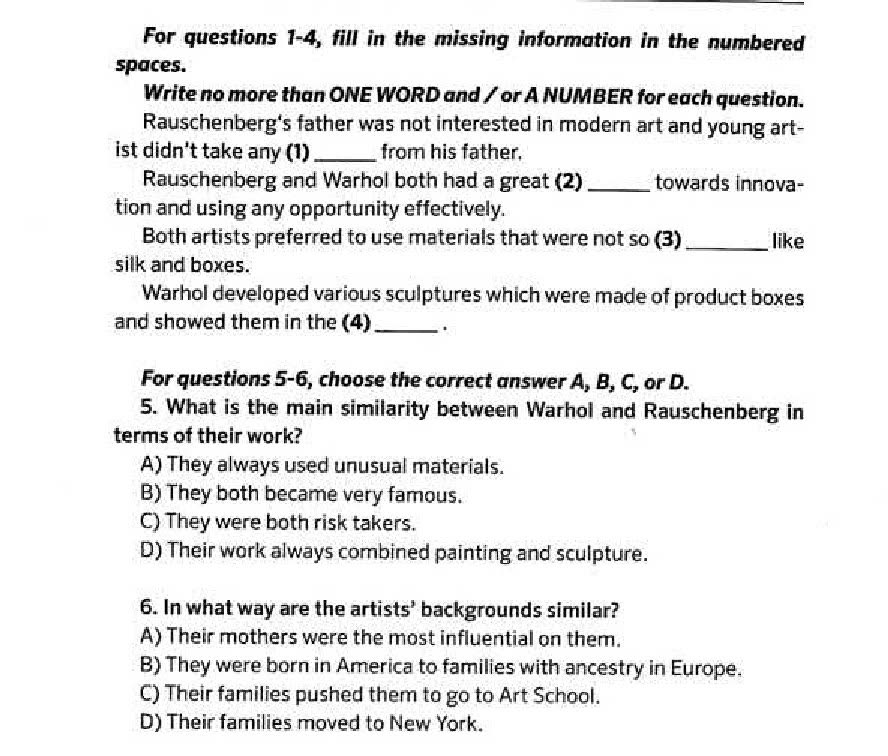 For questions 1-4, fill in the missing information in the numbered
spaces.
Write no more than ONE WORD and / or A NUMBER for each question.
Rauschenberg's father was not interested in modern art and young art-
ist didn't take any (1) _____ from his father.
Rauschenberg and Warhol both had a great (2) _____ towards innova-
tion and using any opportunity effectively.
Both artists preferred to use materials that were not so (3) ______ like
silk and boxes.
Warhol developed various sculptures which were made of product boxes
and showed them in the (4) _____ .
For questions 5-6, choose the correct answer A, B, C, or D.
5. What is the main similarity between Warhol and Rauschenberg in
terms of their work?
A) They always used unusual materials.
B) They both became very famous.
C) They were both risk takers.
D) Their work always combined painting and sculpture.
6. In what way are the artists' backgrounds similar?
A) Their mothers were the most influential on them.
B) They were born in America to families with ancestry in Europe.
C) Their families pushed them to go to Art School.
D) Their families moved to New York.